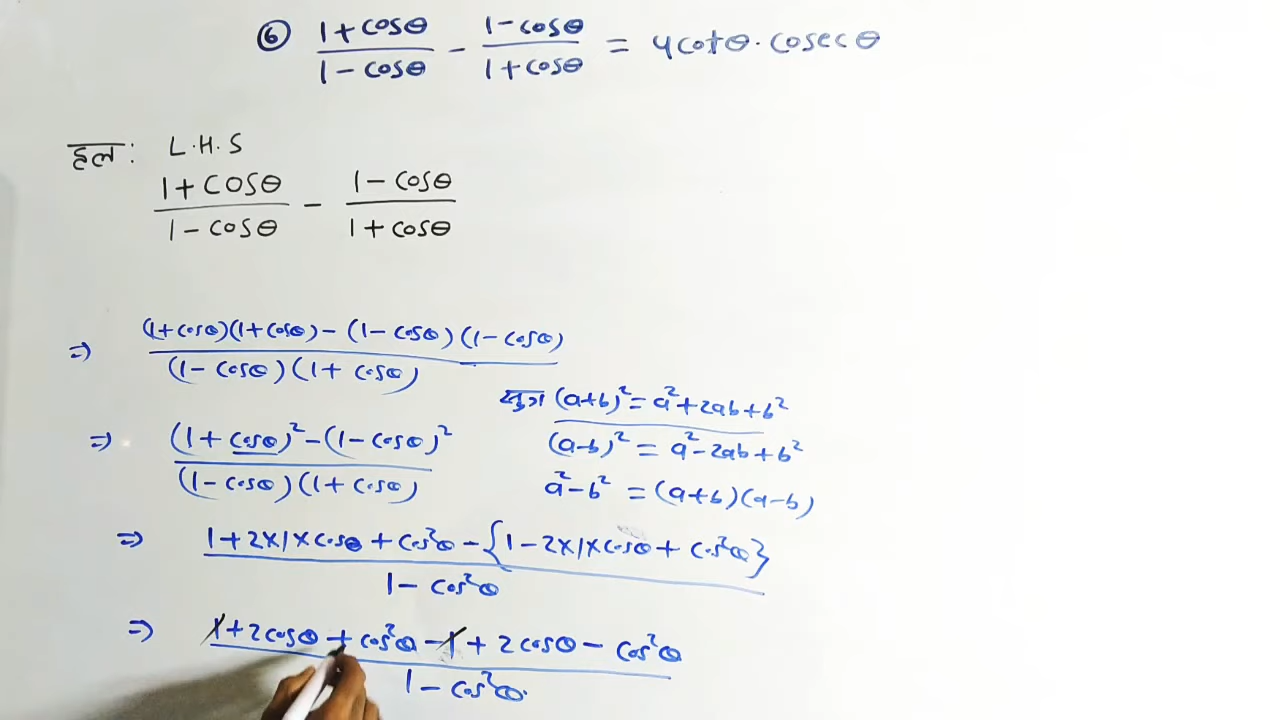 ⑥ (1+cosθ)/(1-cosθ) - (1-cosθ)/(1+cosθ) = 4cotθ·cosecθ
हल: L.H.S
(1+cosθ)/(1-cosθ) - (1-cosθ)/(1+cosθ)
⇒ ((1+cosθ)(1+cosθ)-(1-cosθ)(1-cosθ))/((1-cosθ)(1+cosθ))
सुत्र (a+b)²=a²+2ab+b²
(a-b)²=a²-2ab+b²
a²-b²=(a+b)(a-b)
⇒ ((1+cosθ)²-(1-cosθ)²)/((1-cosθ)(1+cosθ))
⇒ (1+2×1×cosθ+cos²θ-{1-2×1×cosθ+cos²θ})/(1-cos²θ)
⇒ (1+2cosθ+cos²θ-1+2cosθ-cos²θ)/(1-cos²θ)